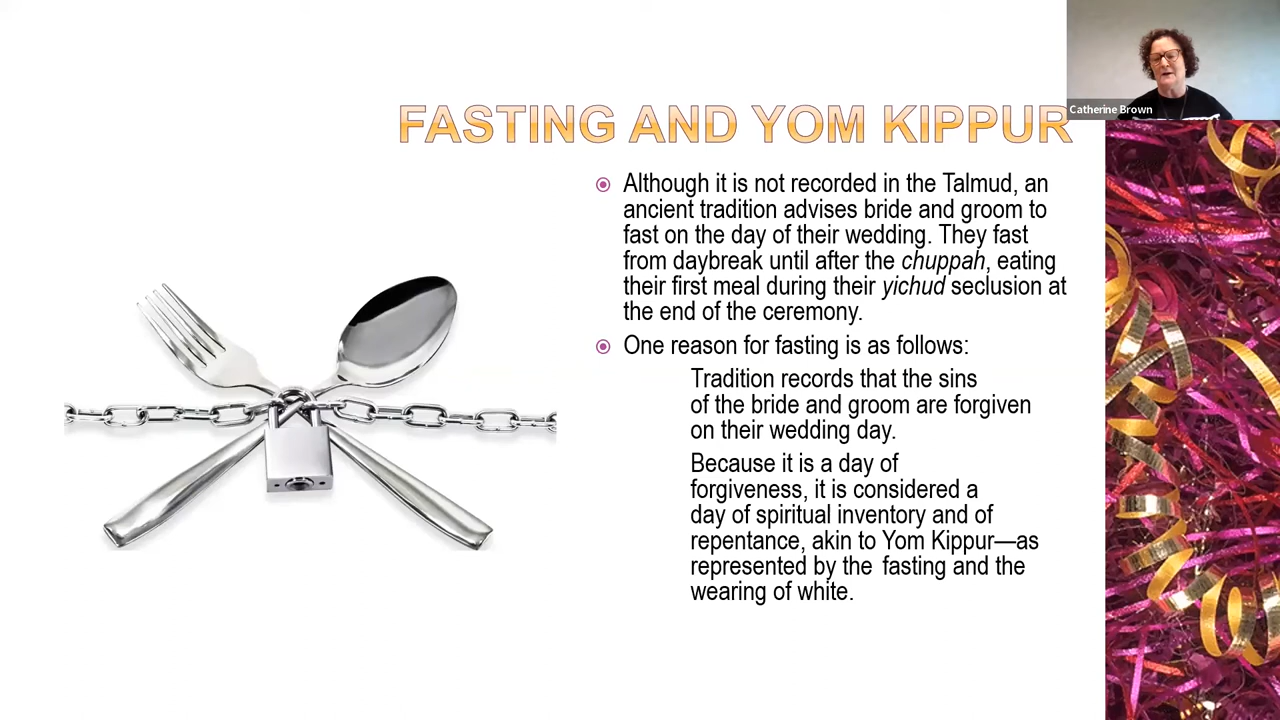 Catherine Brown
FASTING AND YOM KIPPUR
Although it is not recorded in the Talmud, an
ancient tradition advises bride and groom to
fast on the day of their wedding. They fast
from daybreak until after the chuppah, eating
their first meal during their yichud seclusion at
the end of the ceremony.
One reason for fasting is as follows:
Tradition records that the sins
of the bride and groom are forgiven
on their wedding day.
Because it is a day of
forgiveness, it is considered a
day of spiritual inventory and of
repentance, akin to Yom Kippur—as
represented by the fasting and the
wearing of white.